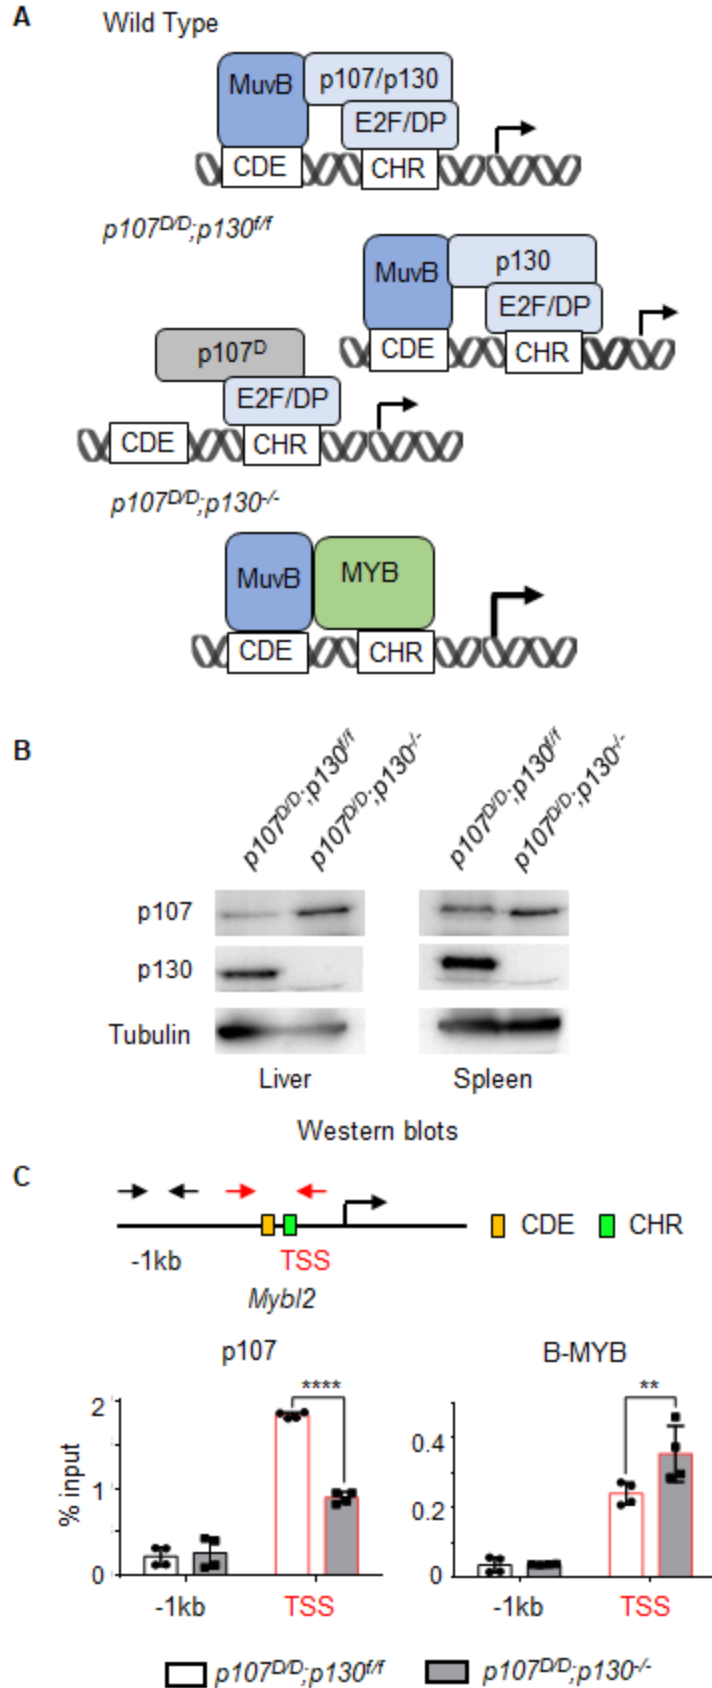 A
Wild Type
MuvB
p107/p130
E2F/DP
CDE
CHR
p107D/D;p130f/f
MuvB
p130
E2F/DP
CDE
CHR
p107D
E2F/DP
CDE
CHR
p107D/D;p130-/-
MuvB
MYB
CDE
CHR
B
p107D/D;p130f/f
p107D/D;p130-/-
p107D/D;p130f/f
p107D/D;p130-/-
p107
p130
Tubulin
Liver
Spleen
Western blots
C
CDE
CHR
-1kb
TSS
Mybl2
p107
B-MYB
% input
2
1
0
****
-1kb
TSS
0.4
0.2
0
**
-1kb
TSS
p107D/D;p130f/f
p107D/D;p130-/-